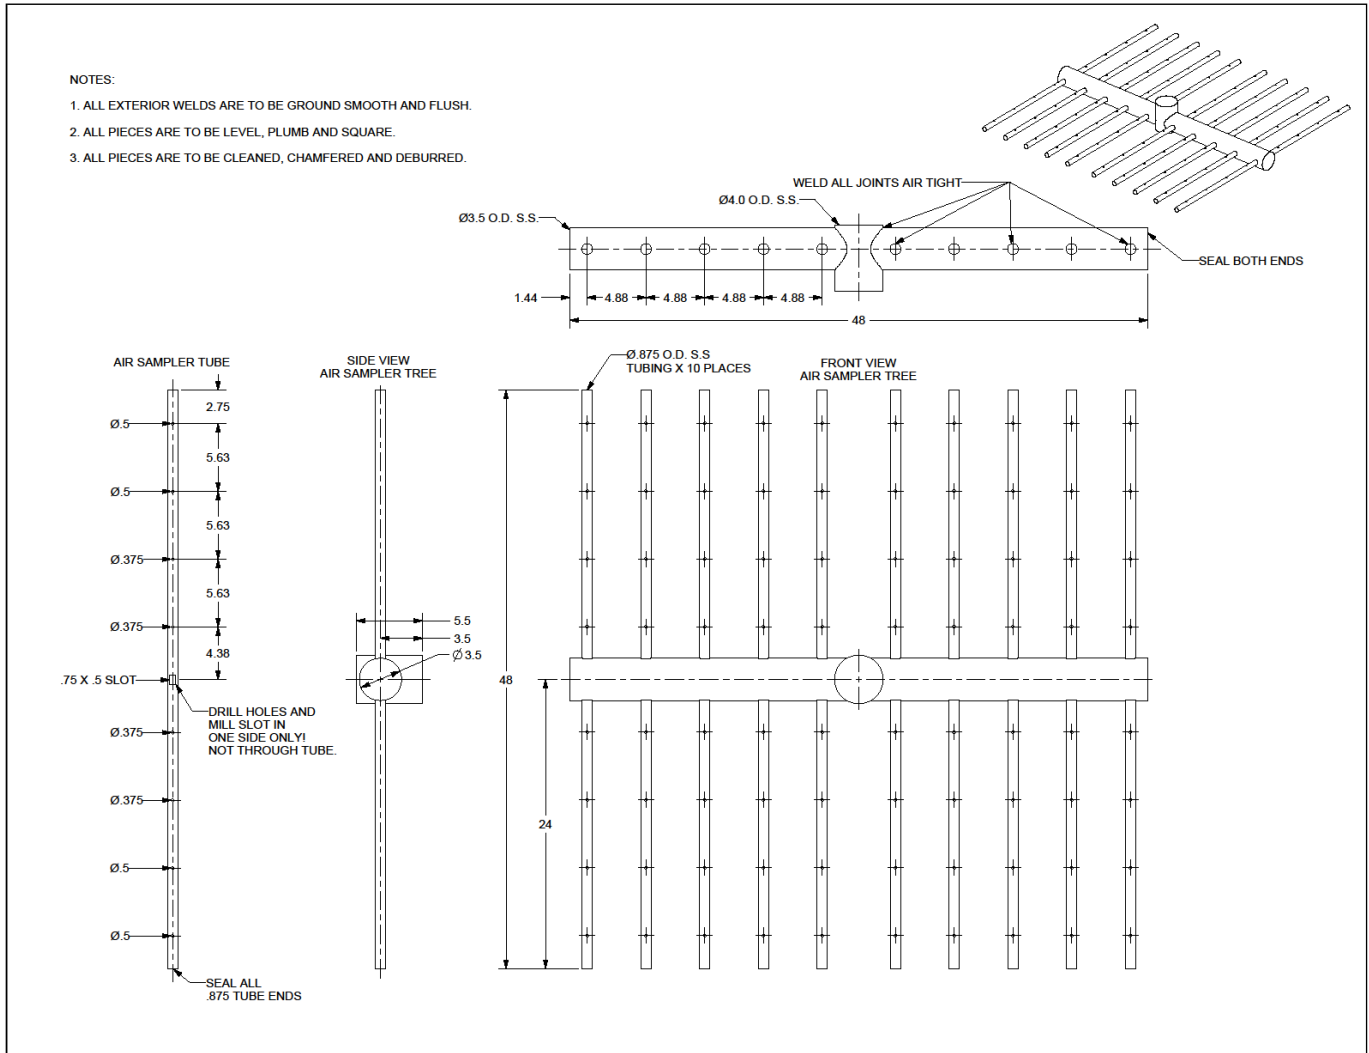 NOTES:
1. ALL EXTERIOR WELDS ARE TO BE GROUND SMOOTH AND FLUSH.
2. ALL PIECES ARE TO BE LEVEL, PLUMB AND SQUARE.
3. ALL PIECES ARE TO BE CLEANED, CHAMFERED AND DEBURRED.
WELD ALL JOINTS AIR TIGHT
Ø4.0 O.D. S.S.
Ø3.5 O.D. S.S.
SEAL BOTH ENDS
1.44
4.88
4.88
4.88
4.88
48
AIR SAMPLER TUBE
2.75
Ø.5
5.63
Ø.5
5.63
Ø.375
5.63
Ø.375
4.38
.75 X .5 SLOT
DRILL HOLES AND
MILL SLOT IN
ONE SIDE ONLY!
NOT THROUGH TUBE.
Ø.375
Ø.375
Ø.5
Ø.5
SEAL ALL
.875 TUBE ENDS
SIDE VIEW
AIR SAMPLER TREE
5.5
3.5
Ø3.5
Ø.875 O.D. S.S
TUBING X 10 PLACES
FRONT VIEW
AIR SAMPLER TREE
48
24